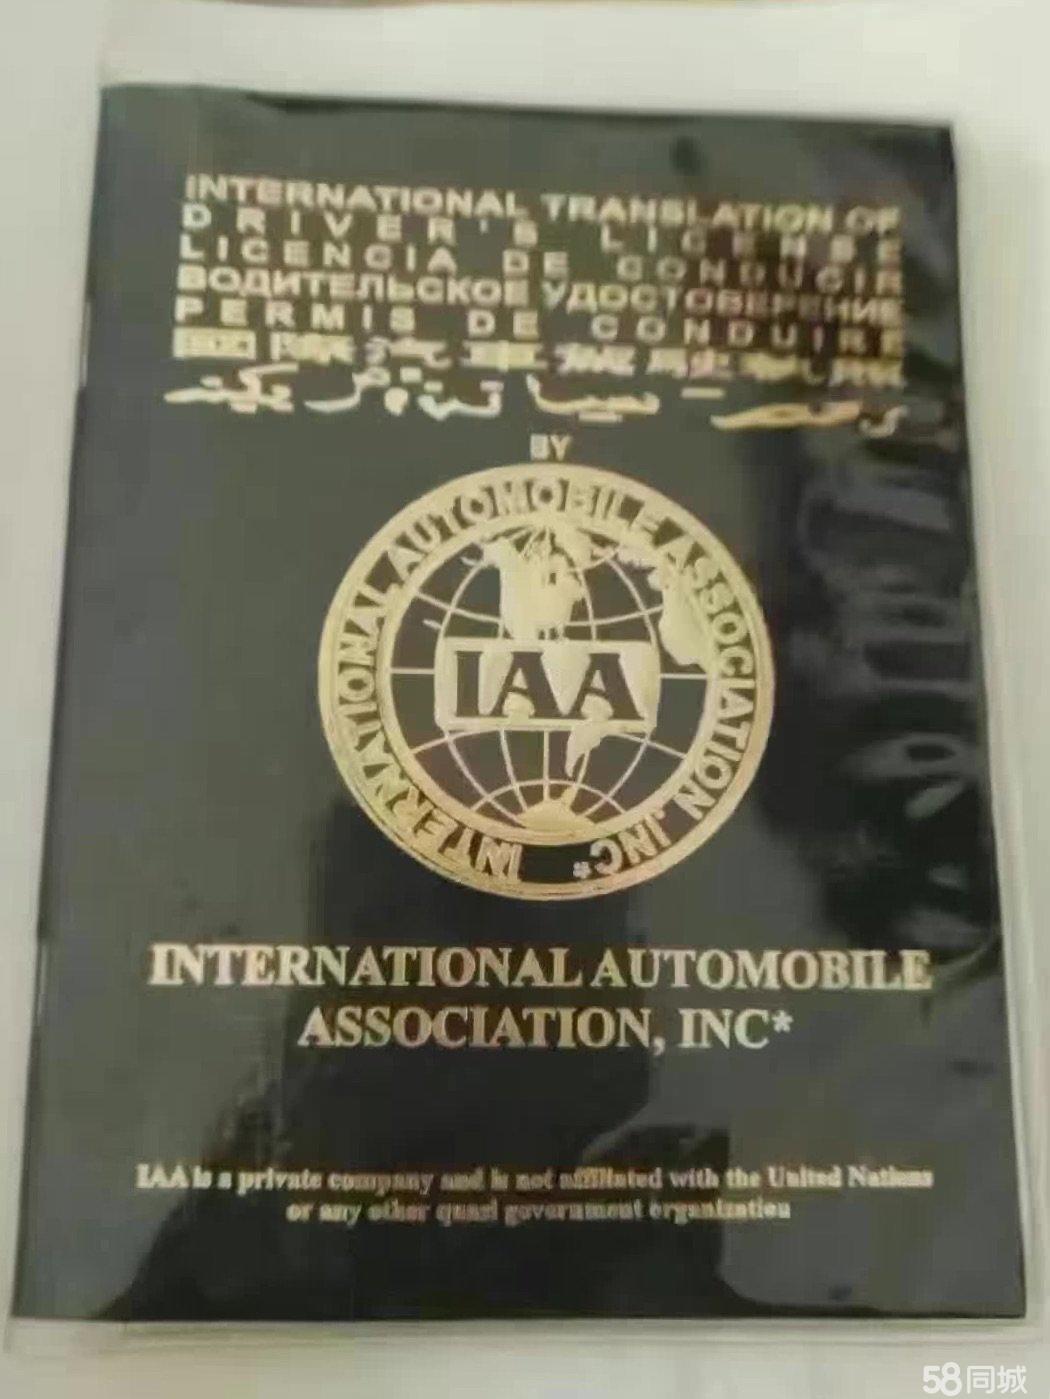 INTERNATIONAL TRANSLATION OF
DRIVER'S LICENSE
LICENCIA DE CONDUCIR
ВОДИТЕЛЬСКОЕ УДОСТОВЕРЕНИЕ
PERMIS DE CONDUIRE
BY
INTERNATIONAL AUTOMOBILE ASSOCIATION, INC*
IAA
INTERNATIONAL AUTOMOBILE
ASSOCIATION, INC*
IAA is a private company and is not affiliated with the United Nations
or any other quasi government organization
58同城